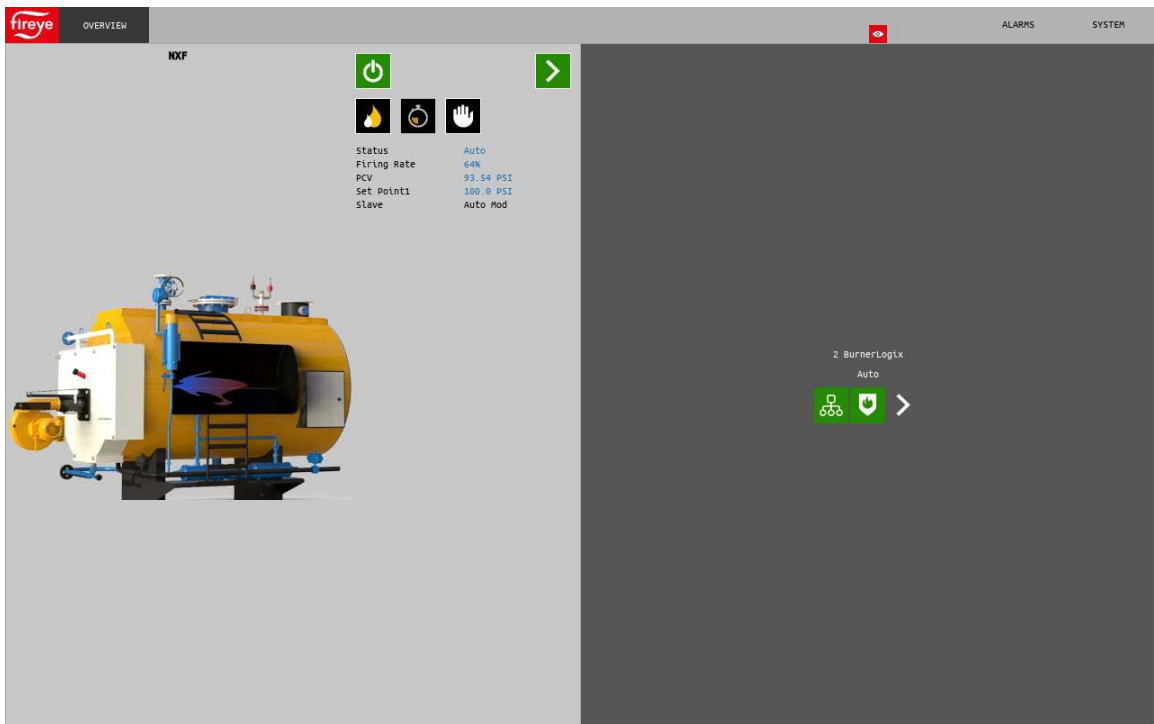 fireye
OVERVIEW
ALARMS
SYSTEM
NXF
Status Auto
Firing Rate 64%
PCV 93.54 PSI
Set Point1 100.0 PSI
Slave Auto Mod
2 BurnerLogix
Auto